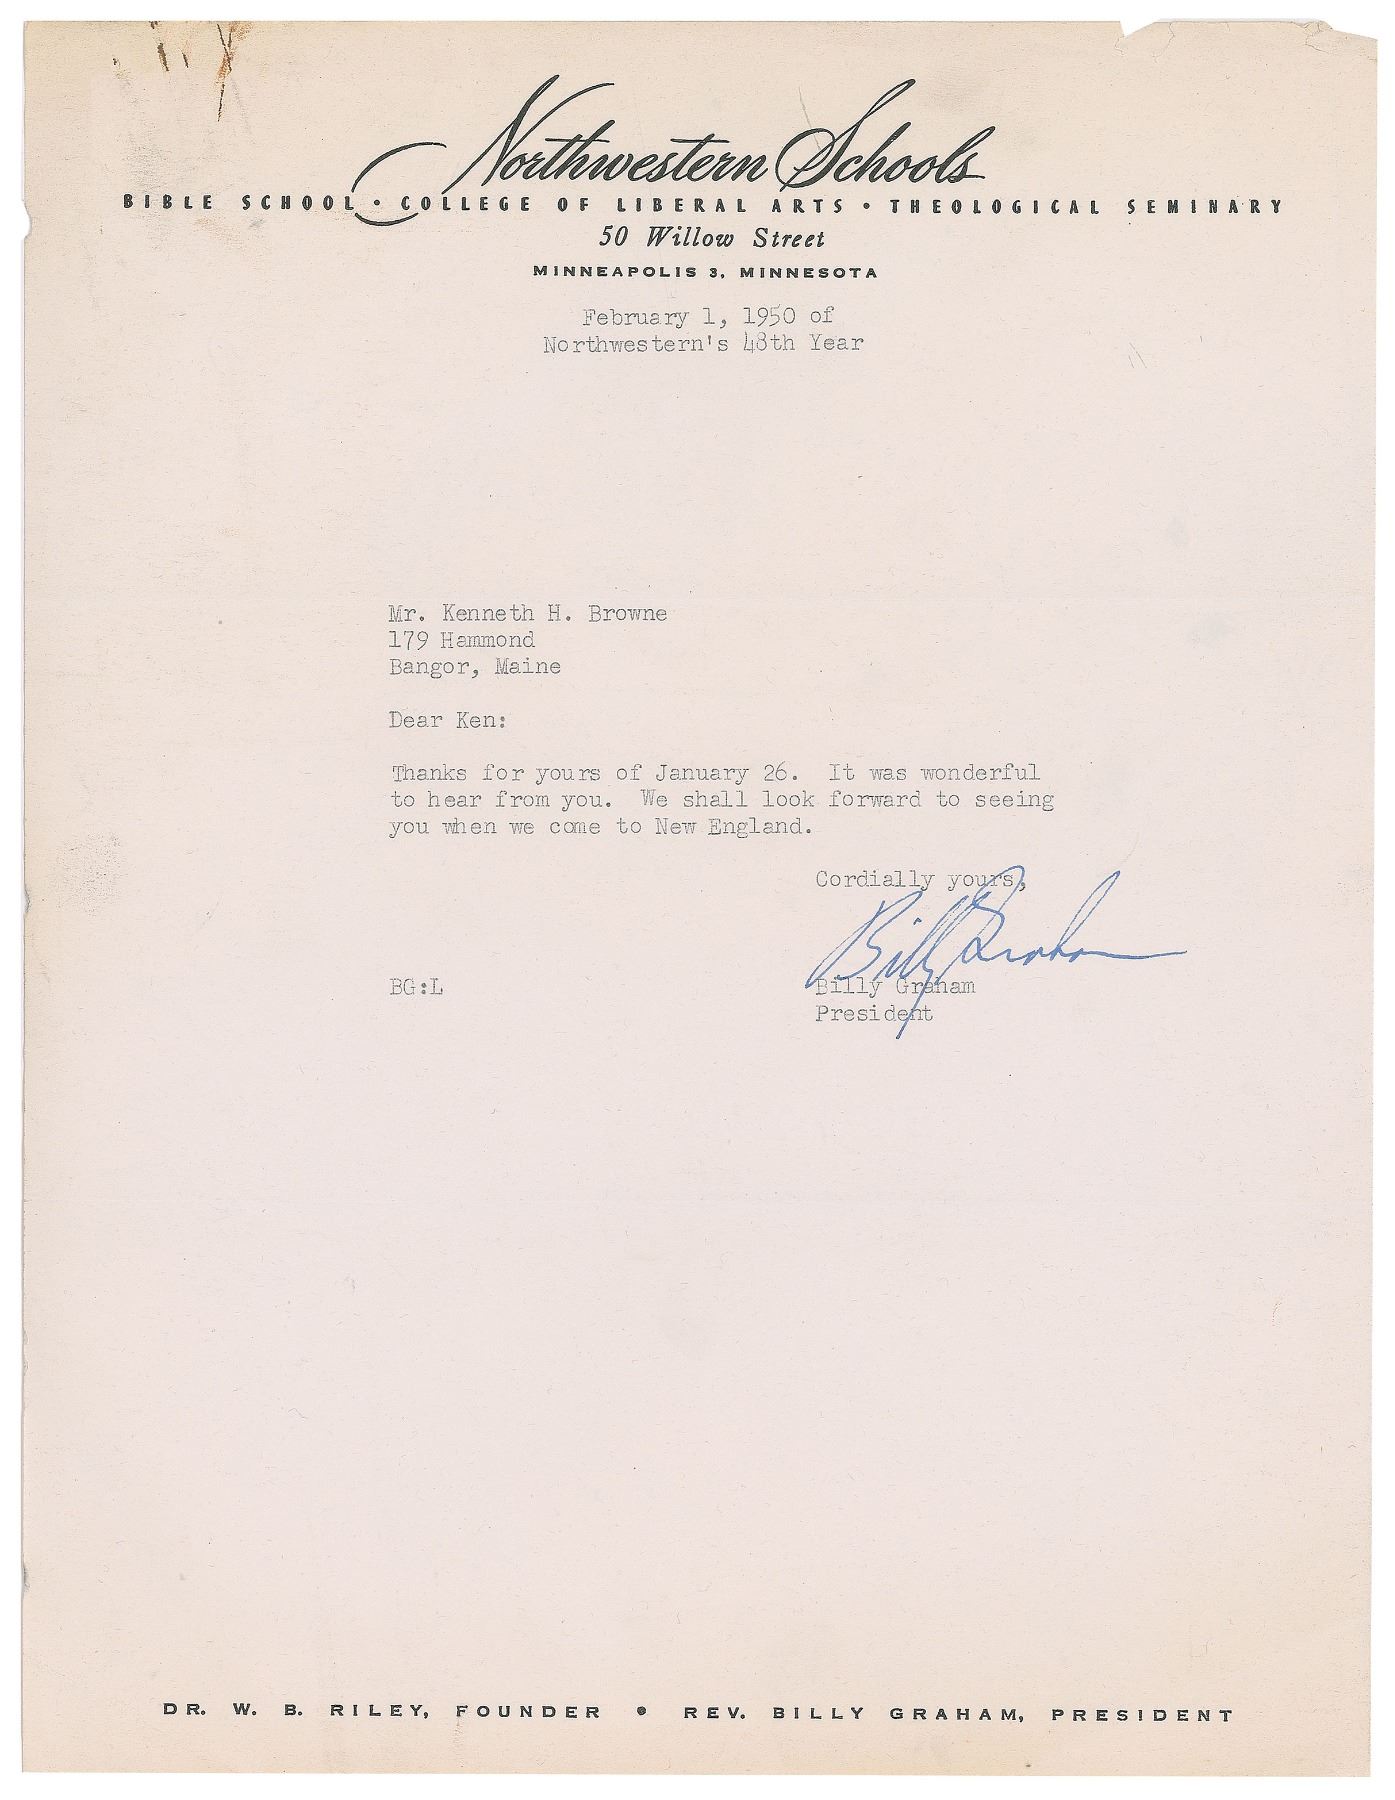 Northwestern Schools
BIBLE SCHOOL • COLLEGE OF LIBERAL ARTS • THEOLOGICAL SEMINARY
50 Willow Street
MINNEAPOLIS 3, MINNESOTA
February 1, 1950 of
Northwestern's 48th Year
Mr. Kenneth H. Browne
179 Hammond
Bangor, Maine
Dear Ken:
Thanks for yours of January 26. It was wonderful
to hear from you. We shall look forward to seeing
you when we come to New England.
Cordially yours,
Billy Graham
BG:L
Billy Graham
President
DR. W. B. RILEY, FOUNDER • REV. BILLY GRAHAM, PRESIDENT